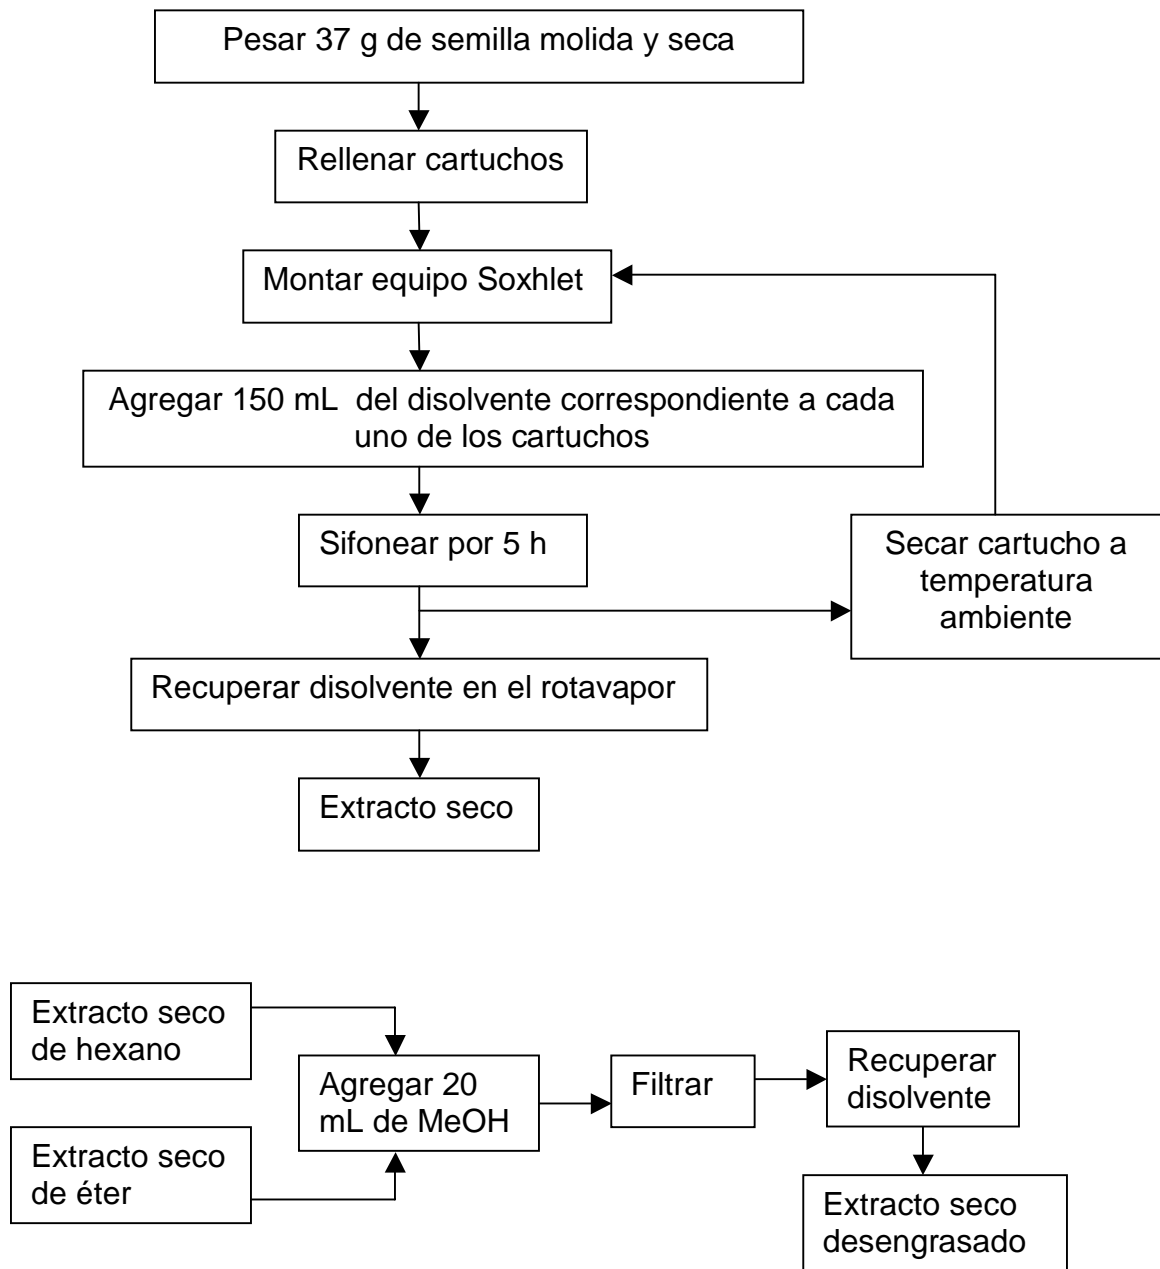 Pesar 37 g de semilla molida y seca
Rellenar cartuchos
Montar equipo Soxhlet
Agregar 150 mL  del disolvente correspondiente a cada
uno de los cartuchos
Sifonear por 5 h
Secar cartucho a
temperatura
ambiente
Recuperar disolvente en el rotavapor
Extracto seco
Extracto seco
de hexano
Extracto seco
de éter
Agregar 20
mL de MeOH
Filtrar
Recuperar
disolvente
Extracto seco
desengrasado